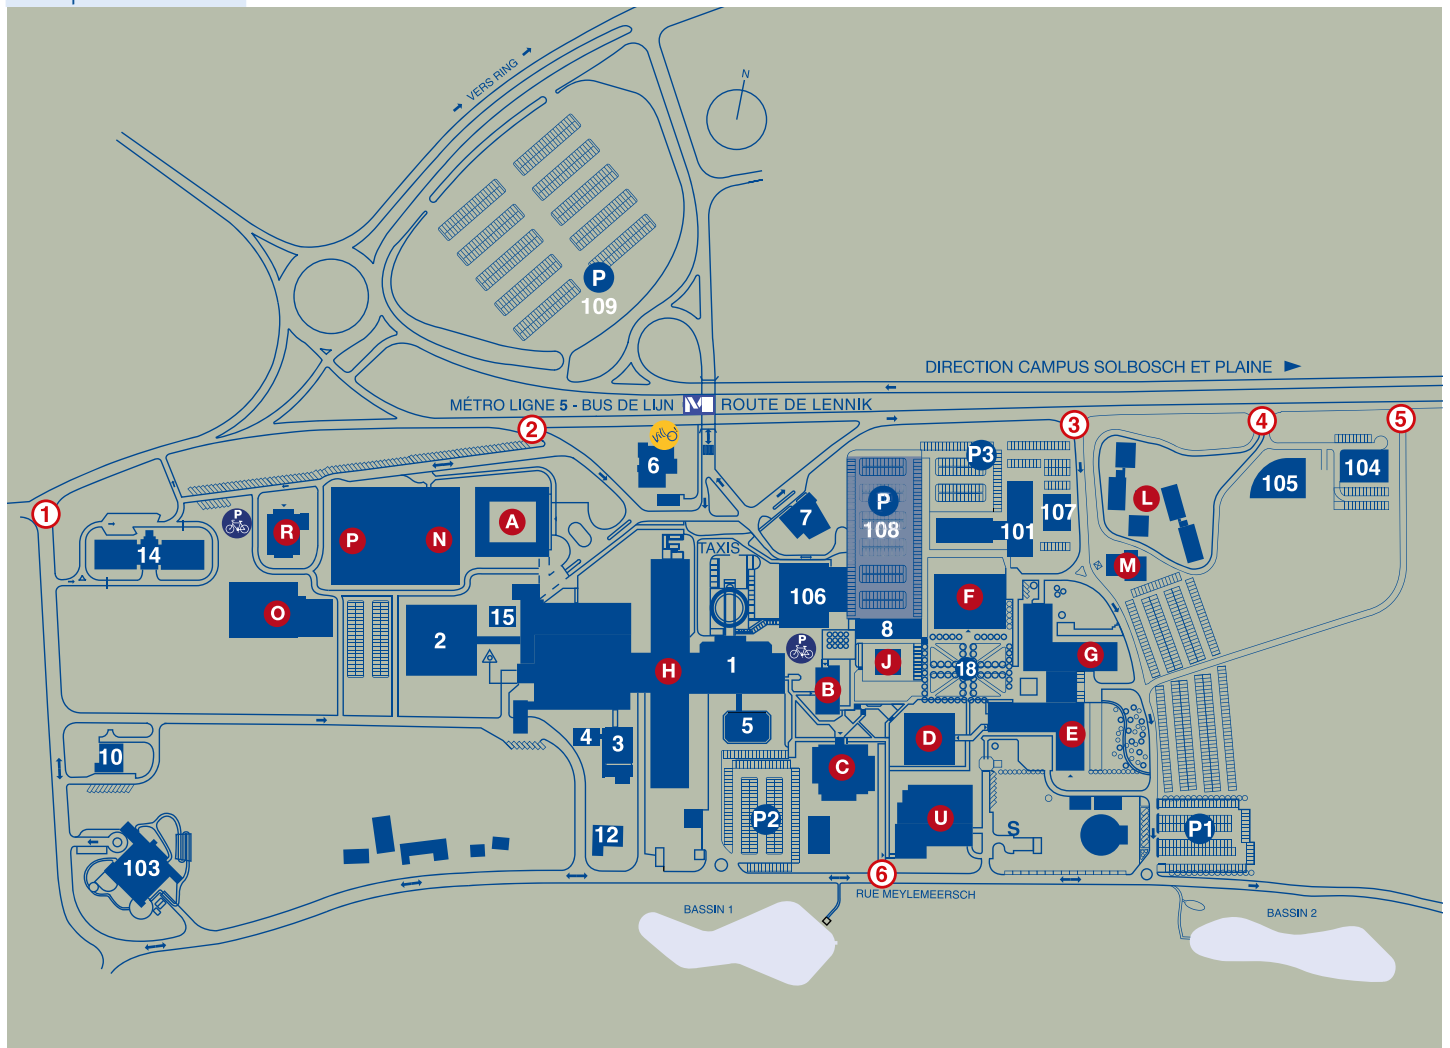 VERS RING
N
P
109
DIRECTION CAMPUS SOLBOSCH ET PLAINE
MÉTRO LIGNE 5 - BUS DE LIJN
M
ROUTE DE LENNIK
1
2
3
4
5
villo
6
P3
P
108
7
101
107
L
105
104
M
P
R
P
N
A
14
TAXIS
O
2
15
106
F
8
P
H
1
B
J
18
G
5
4
3
D
E
C
10
P2
U
S
P1
12
103
6
RUE MEYLEMEERSCH
BASSIN 1
BASSIN 2